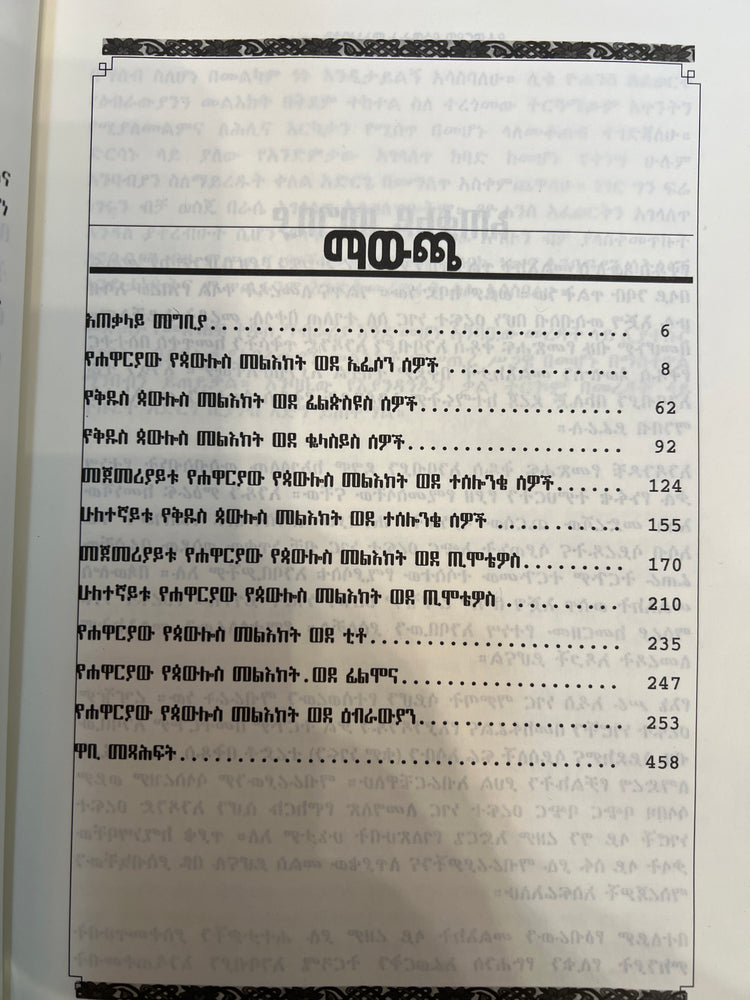 ማውጫ
አጠቃላይ መግቢያ................................... 6
የሐዋርያው የጳውሎስ መልእክት ወደ ኤፌሶን ሰዎች ............... 8
የቅዱስ ጳውሎስ መልእክት ወደ ፊልጵስዩስ ሰዎች................. 62
የቅዱስ ጳውሎስ መልእክት ወደ ቄላስይስ ሰዎች.................. 92
መጀመሪያይቱ የሐዋርያው የጳውሎስ መልእክት ወደ ተሰሎንቄ ሰዎች...... 124
ሁለተኛይቱ የቅዱስ ጳውሎስ መልእክት ወደ ተሰሎንቄ ሰዎች .......... 155
መጀመሪያይቱ የሐዋርያው የጳውሎስ መልእክት ወደ ጢሞቴዎስ......... 170
ሁለተኛይቱ የሐዋርያው የጳውሎስ መልእክት ወደ ጢሞቴዎስ .......... 210
የሐዋርያው የጳውሎስ መልእክት ወደ ቲቶ..................... 235
የሐዋርያው የጳውሎስ መልእክት.ወደ ፊልሞና................... 247
የሐዋርያው የጳውሎስ መልእክት ወደ ዕብራውያን................. 253
ዋቢ መጻሕፍት..................................... 458